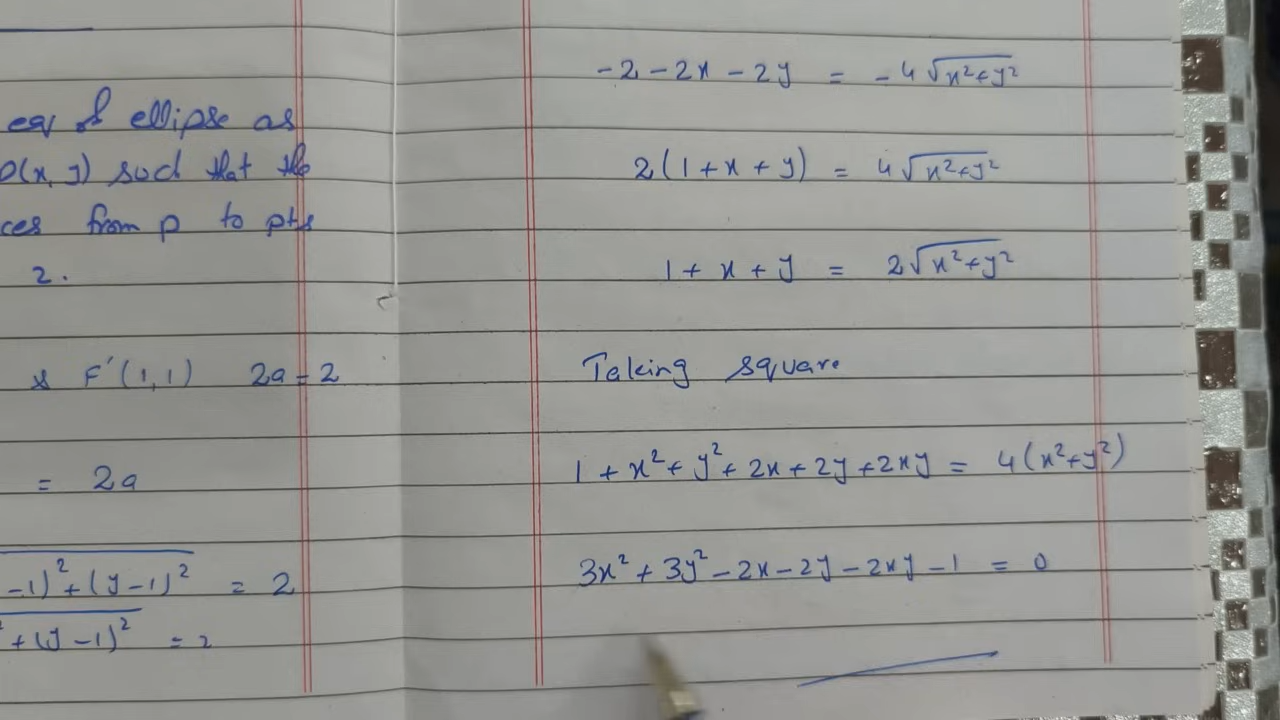 eq of ellipse as
P(x, y) such that the
ces from p to pts
2.
& F'(1,1) 2a = 2
= 2a
-1)² + (y-1)² = 2
² + (y-1)² = 2
-2 - 2x - 2y = -4√x²+y²
2(1 + x + y) = 4√x²+y²
1 + x + y = 2√x²+y²
Taking square
1 + x² + y² + 2x + 2y + 2xy = 4(x²+y²)
3x² + 3y² - 2x - 2y - 2xy - 1 = 0